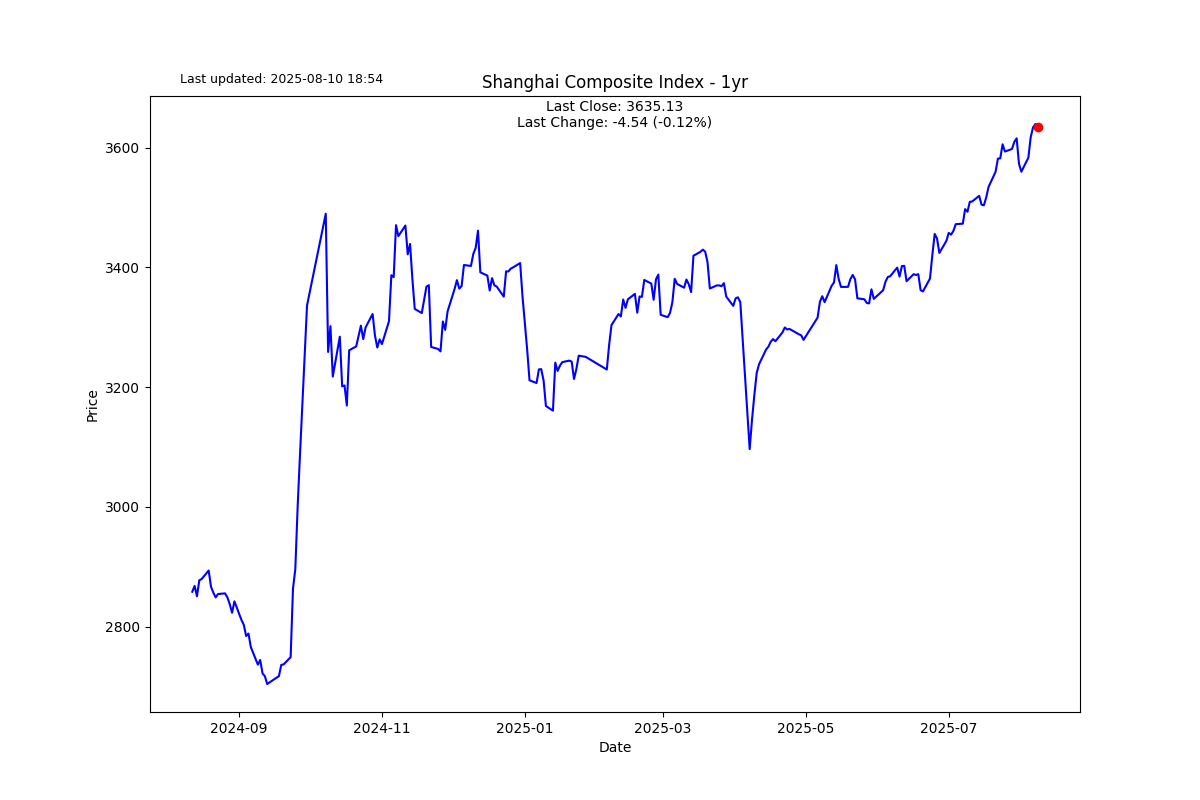 Last updated: 2025-08-10 18:54
Shanghai Composite Index - 1yr
Last Close: 3635.13
Last Change: -4.54 (-0.12%)
3600
3400
3200
3000
2800
Price
2024-09
2024-11
2025-01
2025-03
2025-05
2025-07
Date